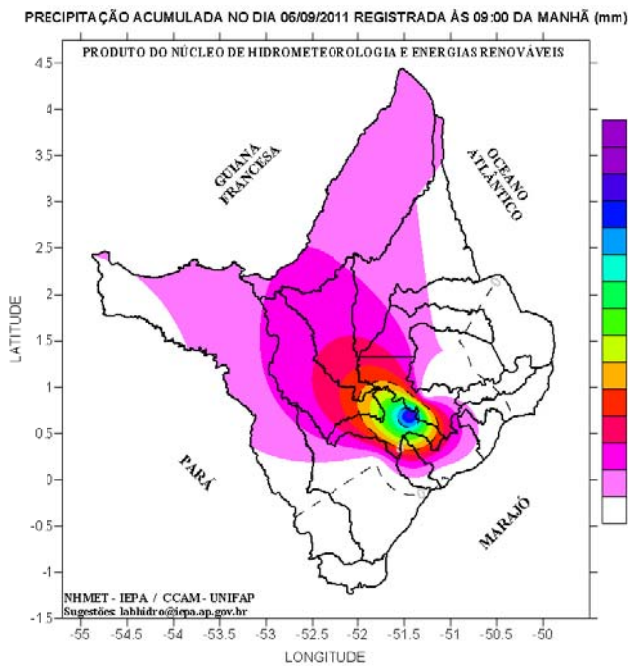 PRECIPITAÇÃO ACUMULADA NO DIA 06/09/2011 REGISTRADA ÀS 09:00 DA MANHÃ (mm)
PRODUTO DO NÚCLEO DE HIDROMETEOROLOGIA E ENERGIAS RENOVÁVEIS
4.5
4
3.5
3
2.5
2
1.5
1
0.5
0
-0.5
-1
-1.5
LATITUDE
GUIANA
FRANCESA
OCEANO
ATLÂNTICO
0
PARÁ
0
MARAJÓ
NHMET - IEPA / CCAM - UNIFAP
Sugestões: labhidro@iepa.ap.gov.br
-55 -54.5 -54 -53.5 -53 -52.5 -52 -51.5 -51 -50.5 -50
LONGITUDE